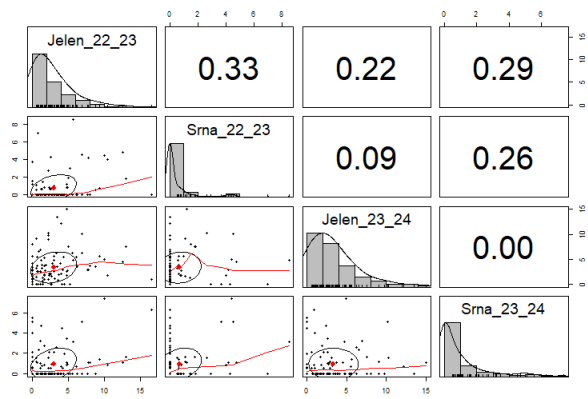 0 2 4 6 8
0 2 4 6
Jelen_22_23
0.33
0.22
0.29
0 5 10 15
0 2 4 6 8
Srna_22_23
0.09
0.26
Jelen_23_24
0.00
0 5 10 15
0 2 4 6
Srna_23_24
0 5 10 15
0 5 10 15